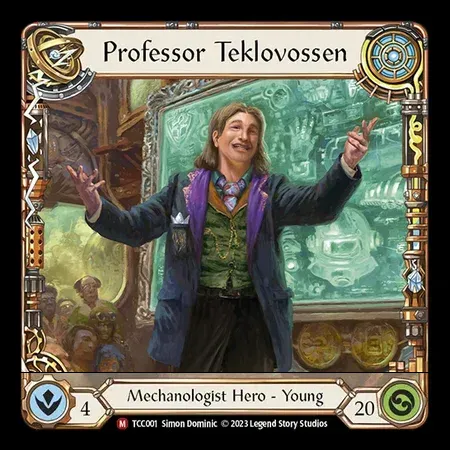 Professor Teklovossen
4
Mechanologist Hero - Young
20
M TCC001 Simon Dominic © 2023 Legend Story Studios